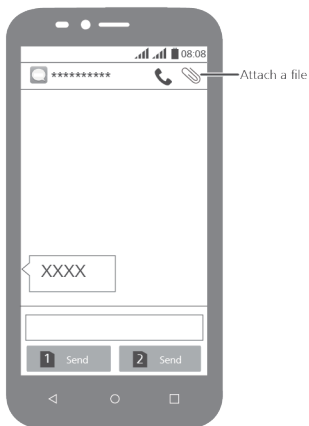 08:08
**********
Attach a file
XXXX
1 Send
2 Send